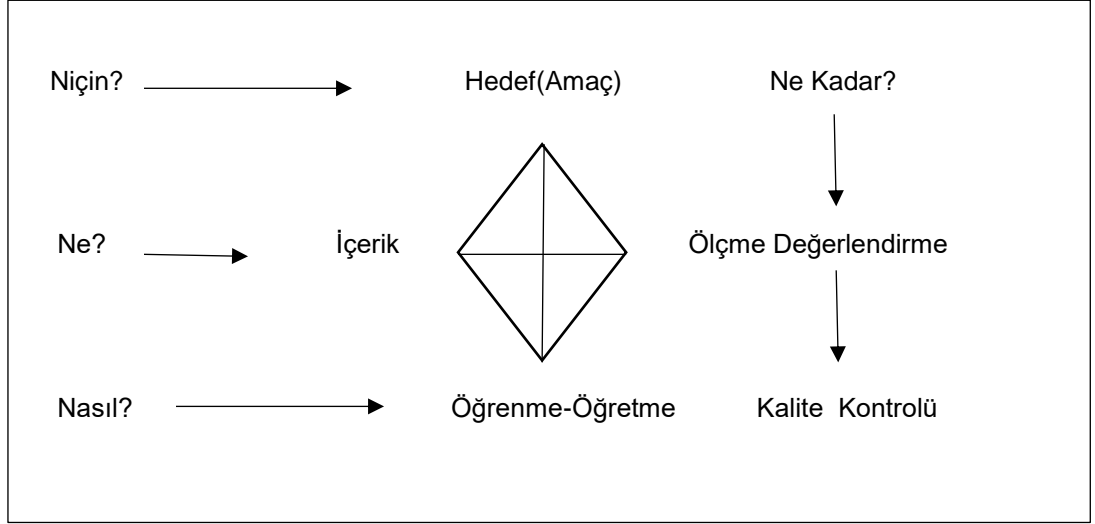 Niçin? Hedef(Amaç) Ne Kadar?
Ne? İçerik Ölçme Değerlendirme
Nasıl? Öğrenme-Öğretme Kalite Kontrolü